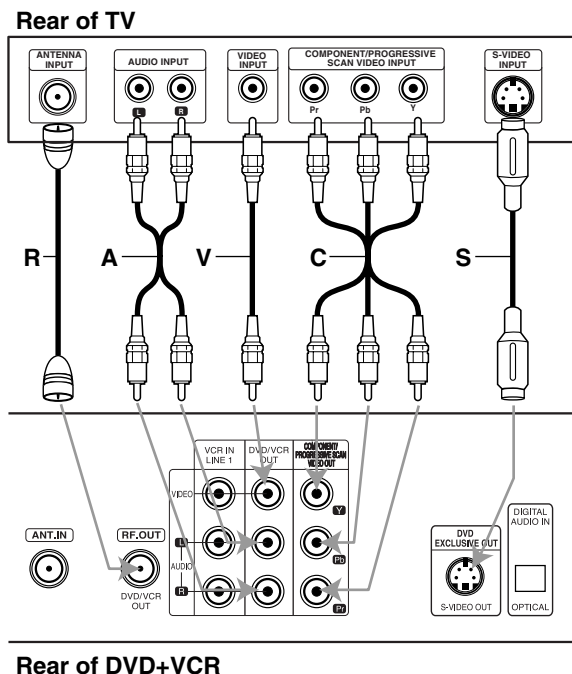 Rear of TV
ANTENNA
INPUT
AUDIO INPUT
L
R
VIDEO
INPUT
COMPONENT/PROGRESSIVE
SCAN VIDEO INPUT
Pr
Pb
Y
S-VIDEO
INPUT
R
A
V
C
S
ANT.IN
RF.OUT
DVD/VCR
OUT
VCR IN
LINE 1
DVD/VCR
OUT
COMPONENT/
PROGRESSIVE SCAN
VIDEO OUT
VIDEO
L
AUDIO
R
Y
Pb
Pr
DVD
EXCLUSIVE OUT
S-VIDEO OUT
DIGITAL
AUDIO IN
OPTICAL
Rear of DVD+VCR